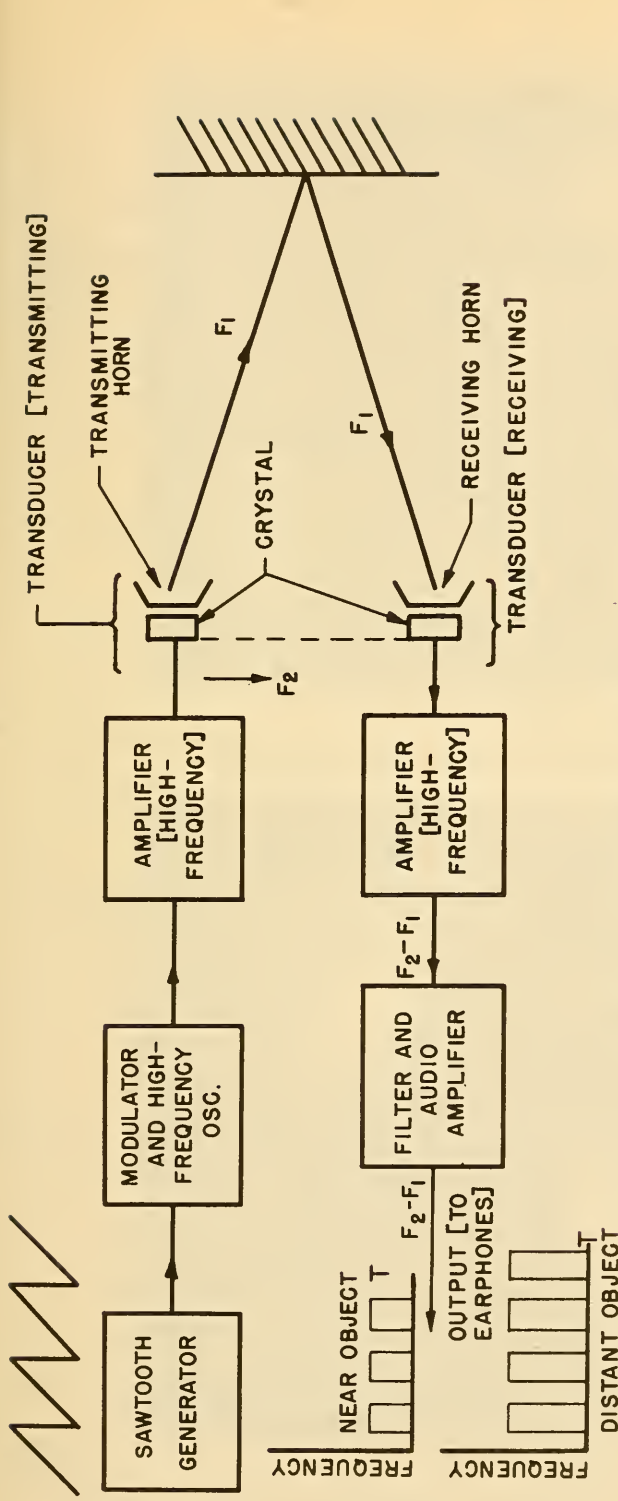 TRANSDUCER [TRANSMITTING]
TRANSMITTING
HORN
F1
F1
CRYSTAL
RECEIVING HORN
TRANSDUCER [RECEIVING]
F2
SAWTOOTH
GENERATOR
MODULATOR
AND HIGH-
FREQUENCY
OSC.
AMPLIFIER
[HIGH-
FREQUENCY]
AMPLIFIER
[HIGH-
FREQUENCY]
F2-F1
FILTER AND
AUDIO
AMPLIFIER
F2-F1
OUTPUT [TO
EARPHONES]
NEAR OBJECT
T
FREQUENCY
DISTANT OBJECT
T
FREQUENCY